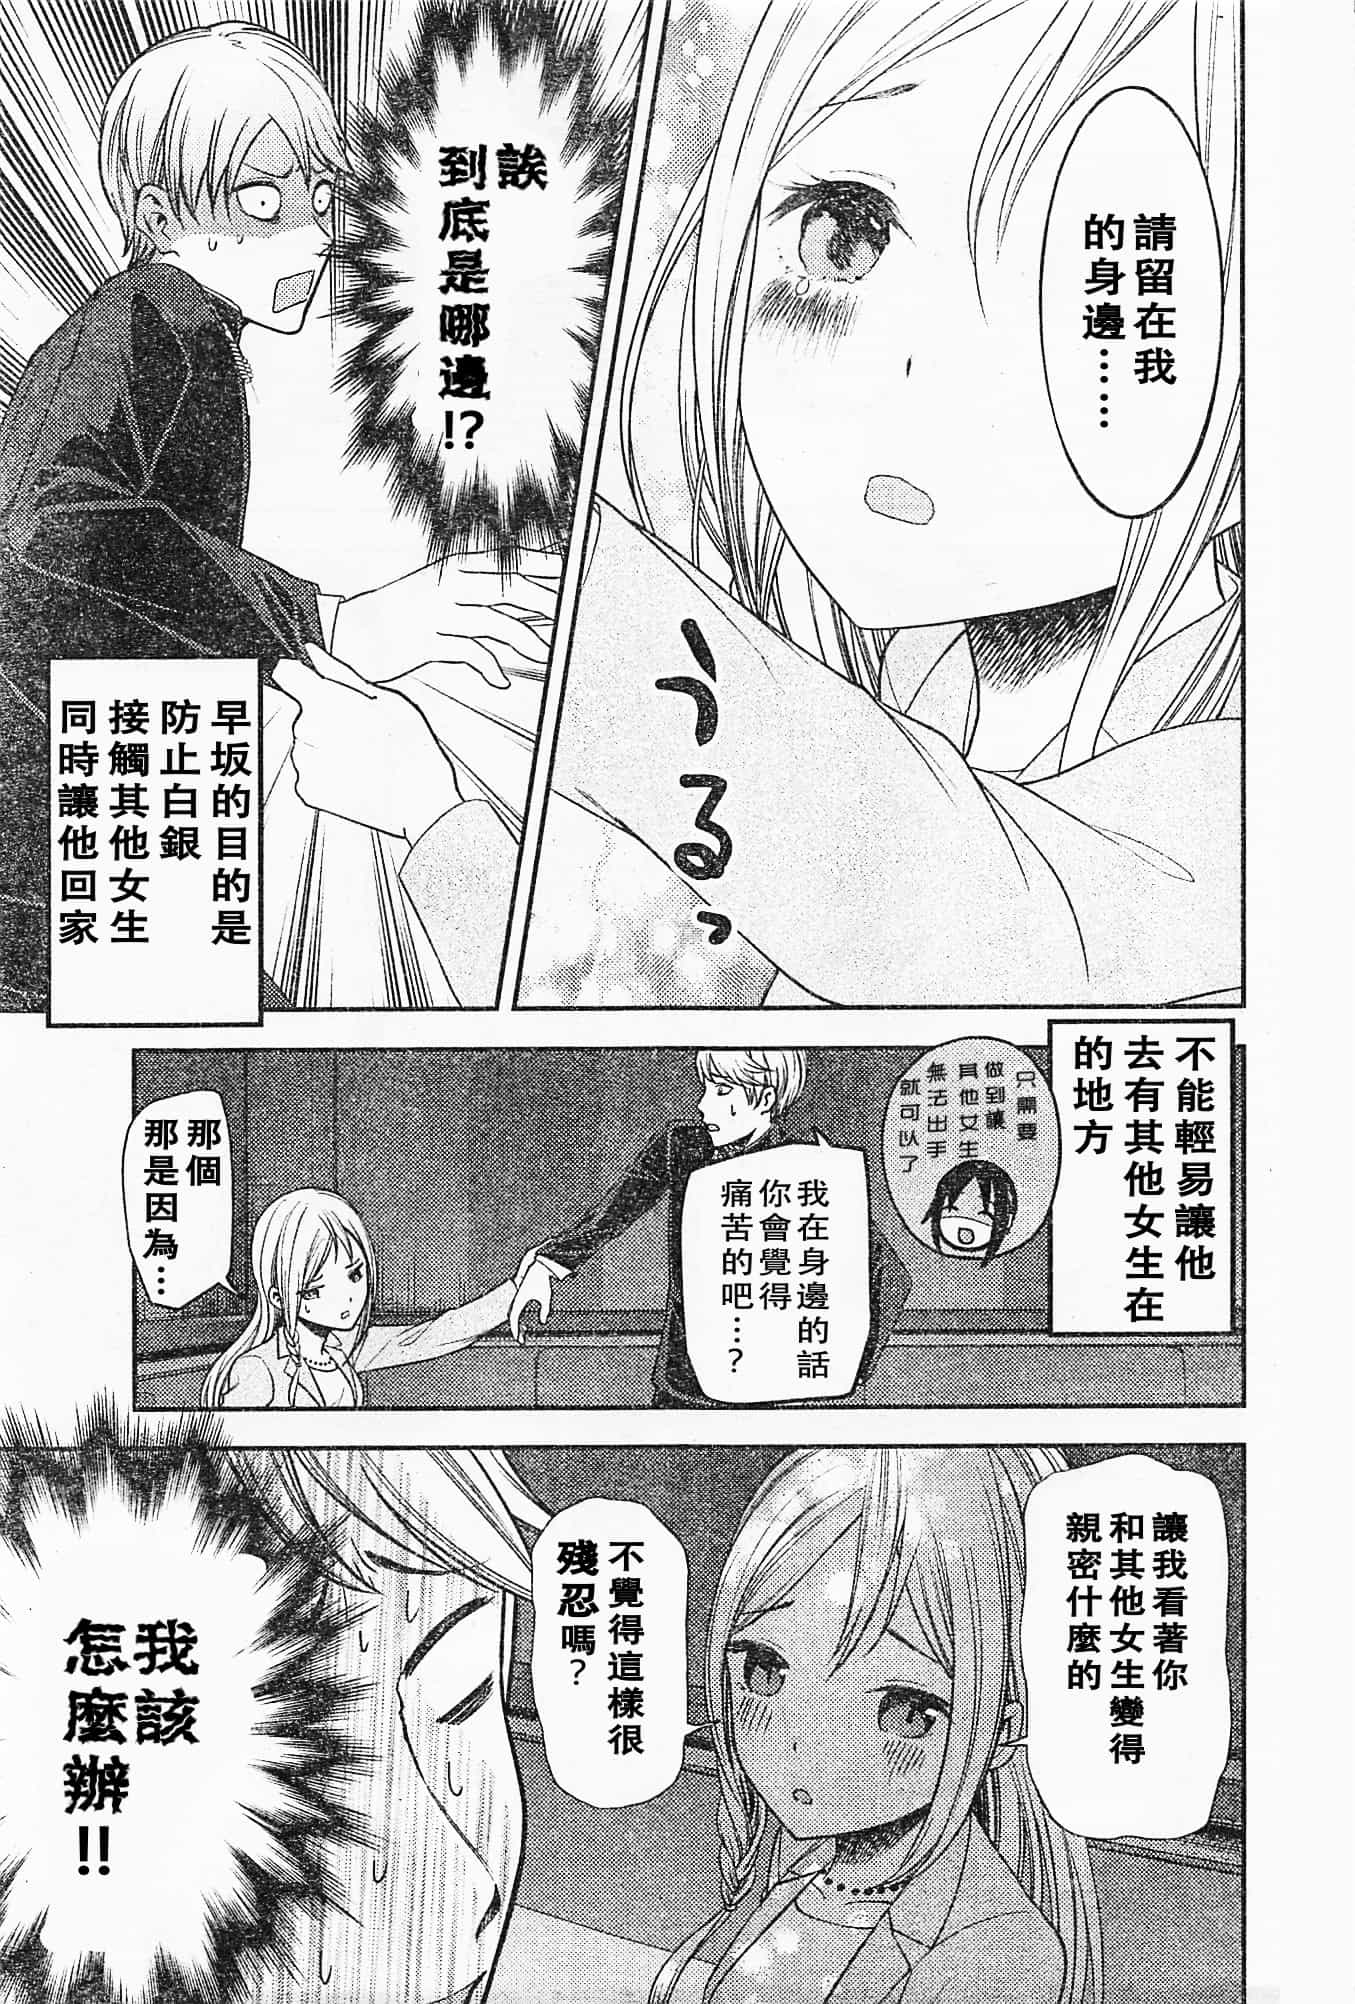 請留在我
的身邊……
うるっ
誒
到底是哪邊!?
早坂的目的是
防止白銀
接觸其他女生
同時讓他回家
不能輕易讓他
去有其他女生在
的地方
只需要
做到讓
其他女生
無法出手
就可以了
我在身邊的話
你會覺得
痛苦的吧…?
那個
那是因為…
讓我看著你
和其他女生變得
親密什麼的
不覺得這樣很
殘忍嗎?
我該
怎麼辦!!